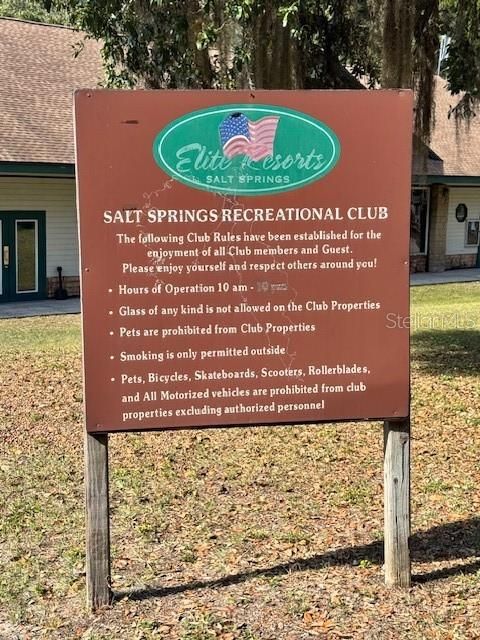 Elite Resorts
SALT SPRINGS
SALT SPRINGS RECREATIONAL CLUB
The following Club Rules have been established for the
enjoyment of all Club members and Guest.
Please enjoy yourself and respect others around you!
• Hours of Operation 10 am -
• Glass of any kind is not allowed on the Club Properties
• Pets are prohibited from Club Properties
• Smoking is only permitted outside
• Pets, Bicycles, Skateboards, Scooters, Rollerblades,
and All Motorized vehicles are prohibited from club
properties excluding authorized personnel
Stellar MLS